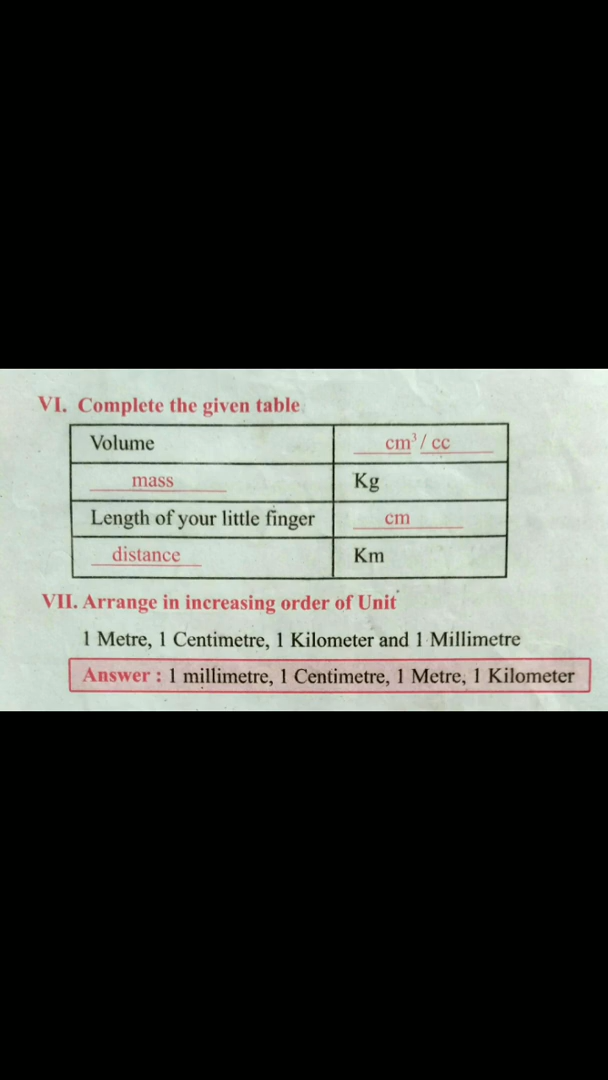 VI. Complete the given table
Volume cm³ / cc
mass Kg
Length of your little finger cm
distance Km
VII. Arrange in increasing order of Unit
1 Metre, 1 Centimetre, 1 Kilometer and 1 Millimetre
Answer : 1 millimetre, 1 Centimetre, 1 Metre, 1 Kilometer